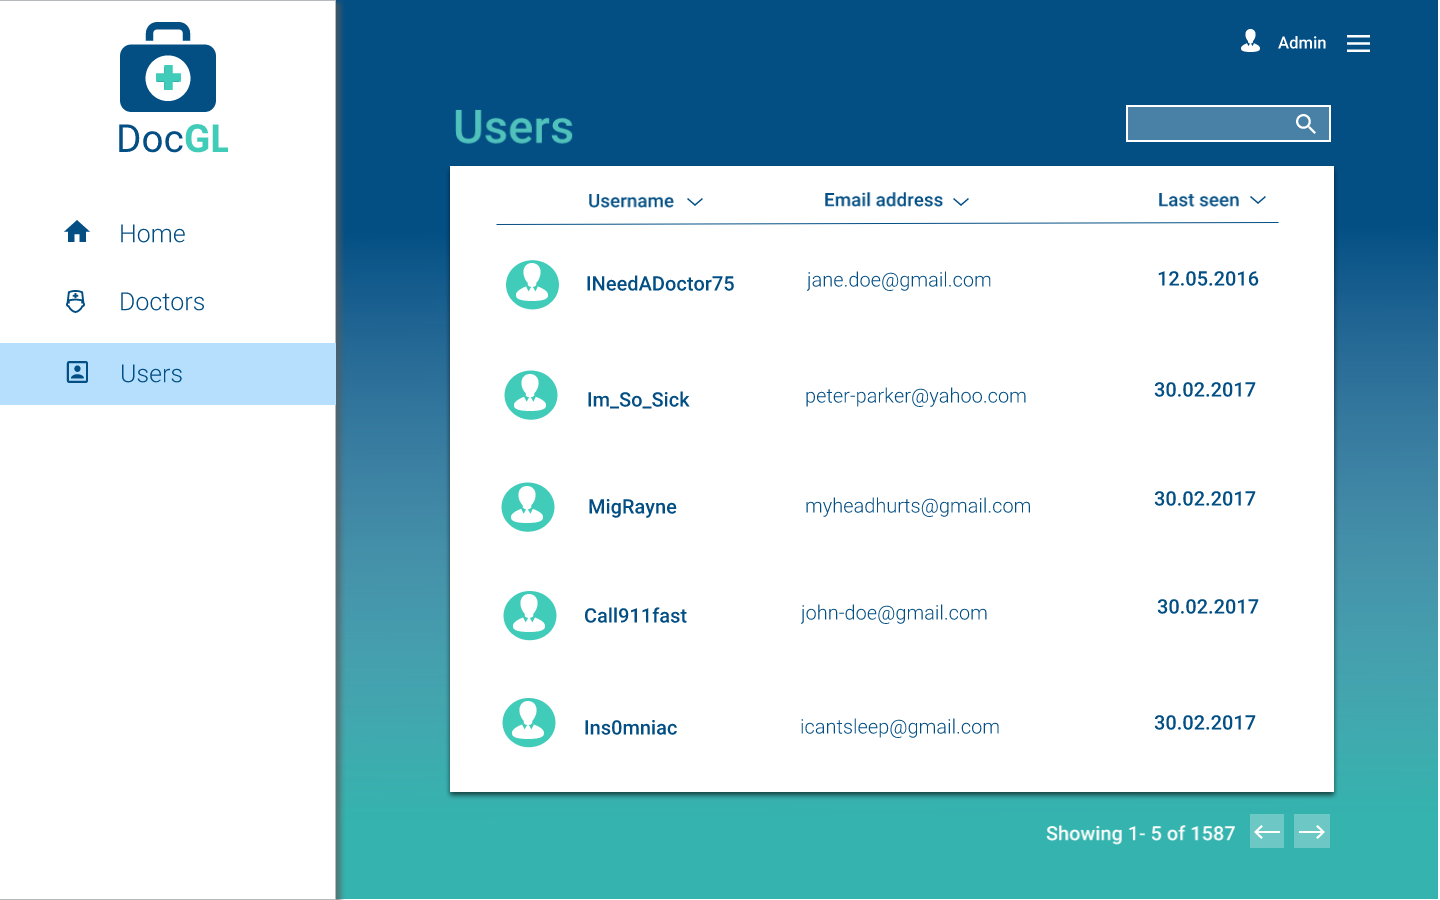 DocGL
Home
Doctors
Users
Admin
Users
Username Email address Last seen
INeedADoctor75 jane.doe@gmail.com 12.05.2016
Im_So_Sick peter-parker@yahoo.com 30.02.2017
MigRayne myheadhurts@gmail.com 30.02.2017
Call911fast john-doe@gmail.com 30.02.2017
Ins0mniac icantsleep@gmail.com 30.02.2017
Showing 1- 5 of 1587